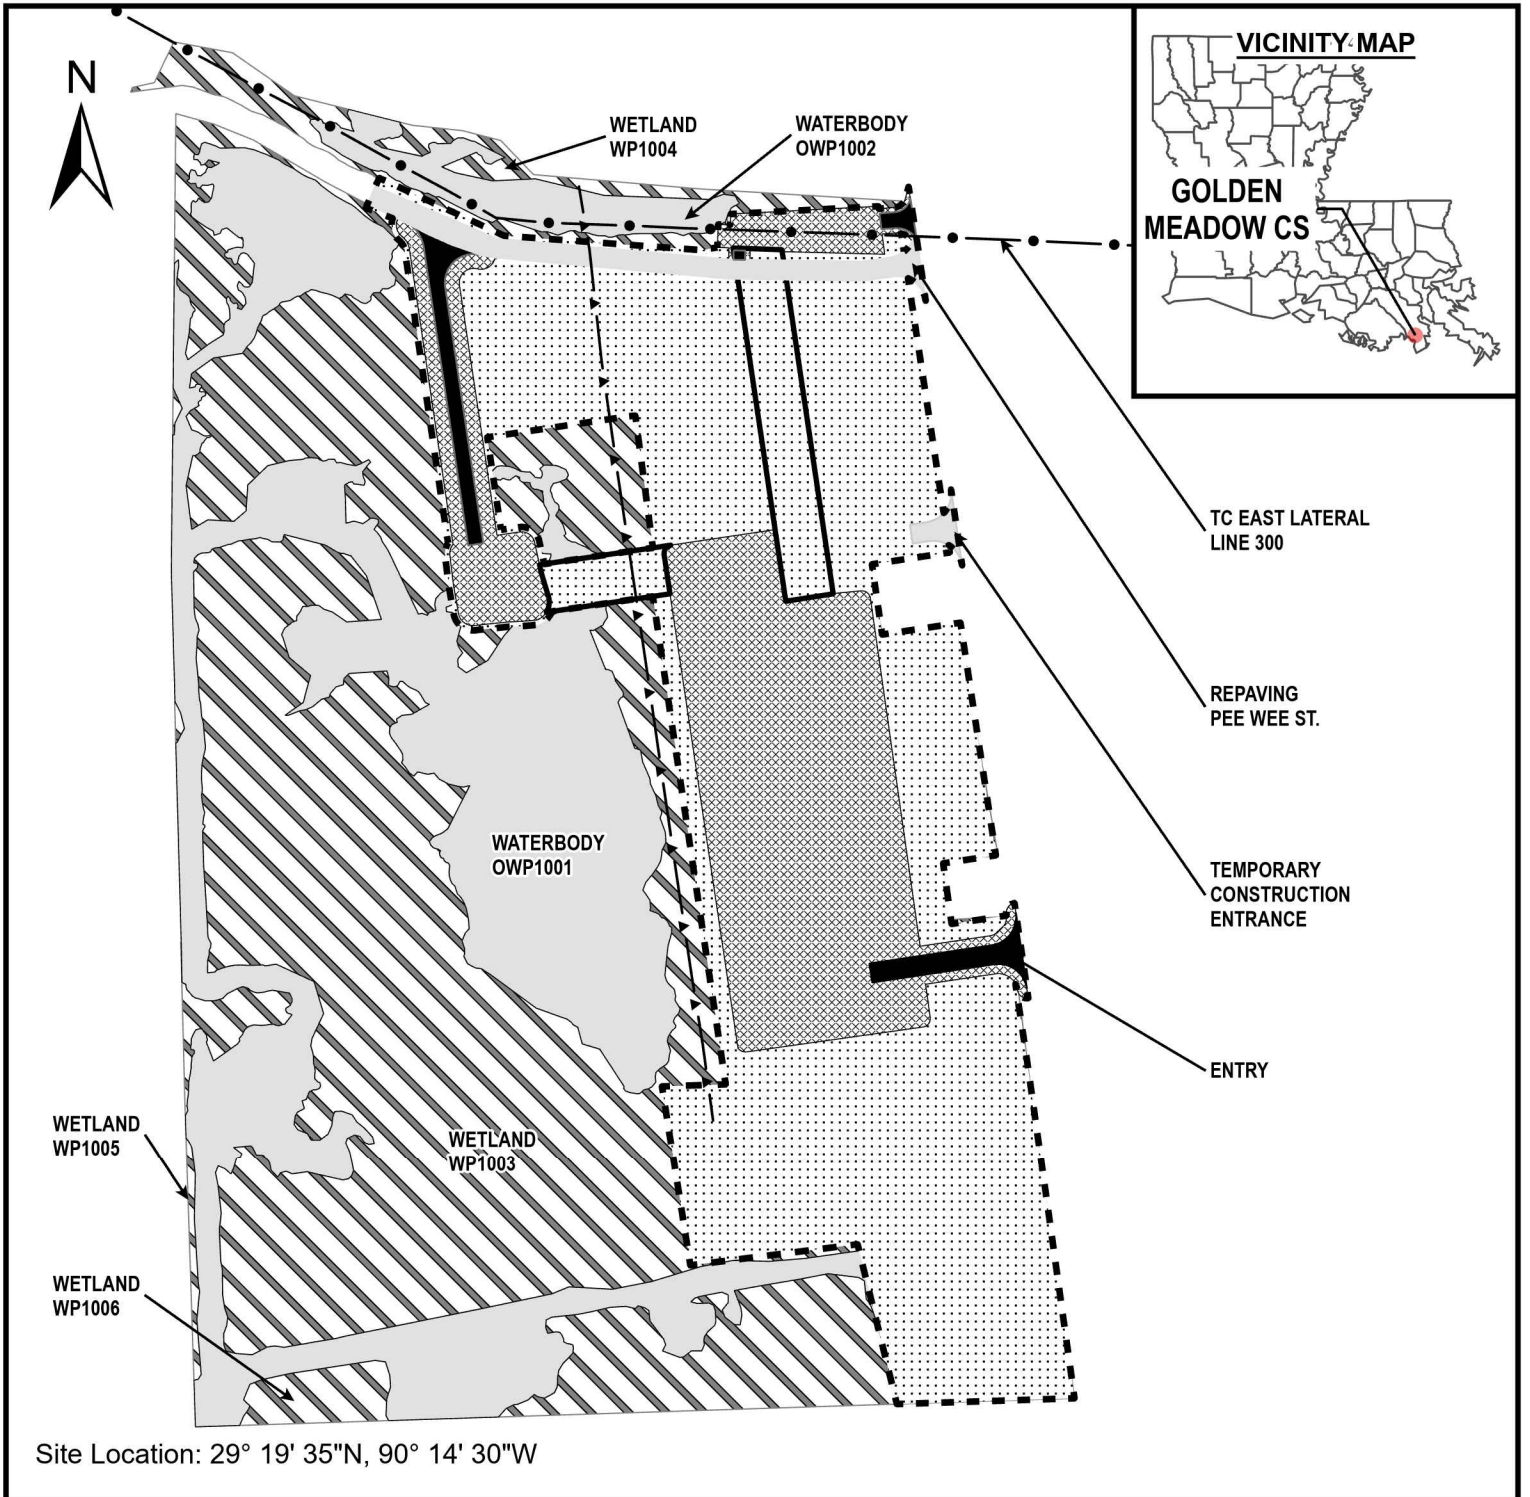 N
VICINITY MAP
GOLDEN
MEADOW CS
WETLAND
WP1004
WATERBODY
OWP1002
TC EAST LATERAL
LINE 300
REPAVING
PEE WEE ST.
TEMPORARY
CONSTRUCTION
ENTRANCE
WATERBODY
OWP1001
ENTRY
WETLAND
WP1005
WETLAND
WP1003
WETLAND
WP1006
Site Location: 29° 19' 35"N, 90° 14' 30"W